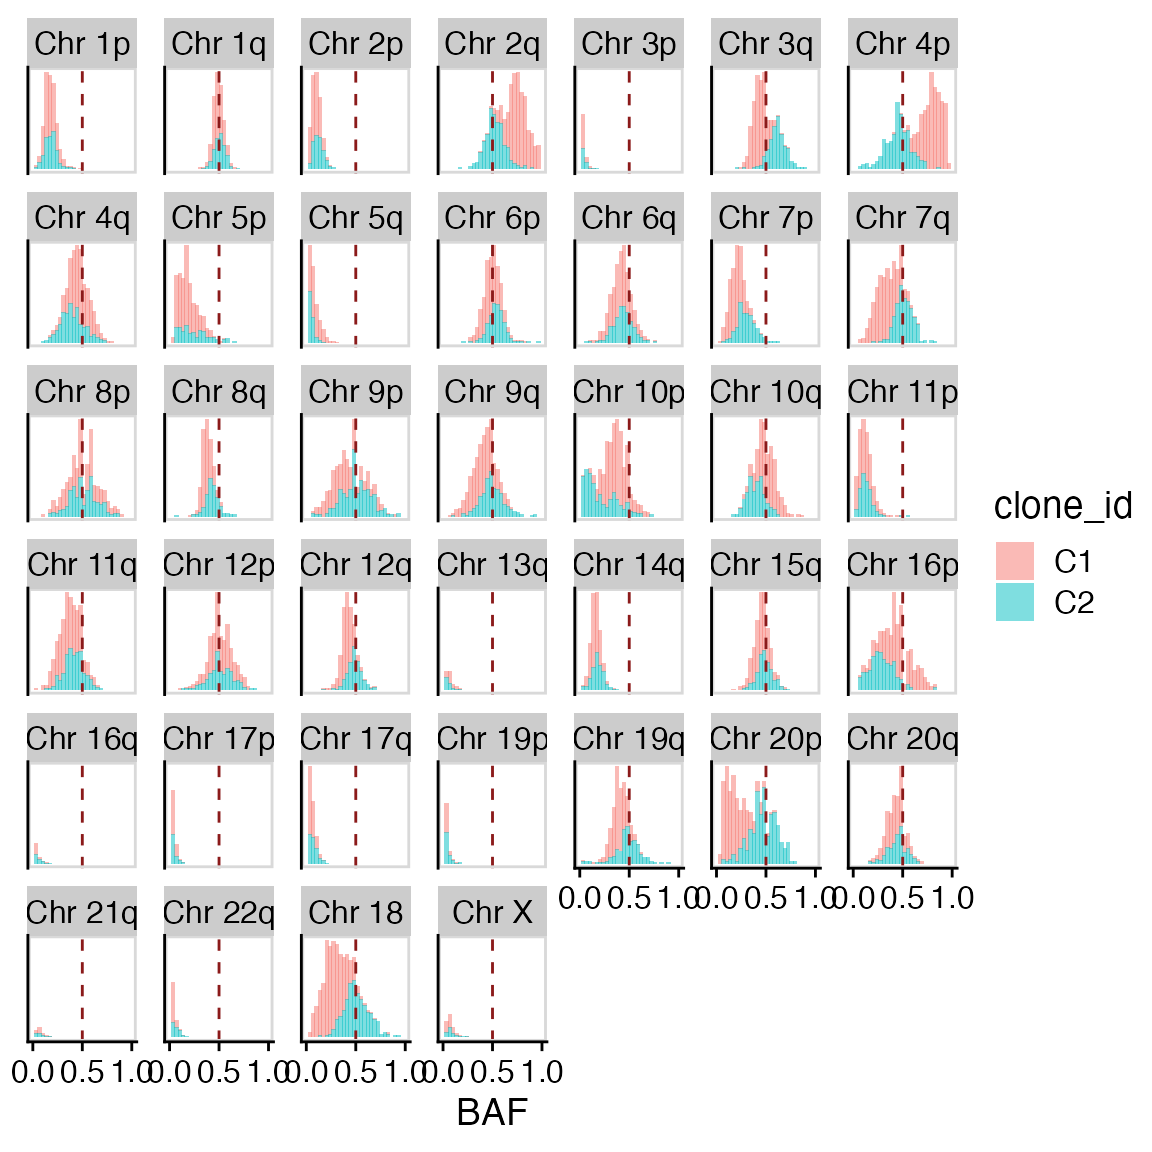 Chr 1p Chr 1q Chr 2p Chr 2q Chr 3p Chr 3q Chr 4p
Chr 4q Chr 5p Chr 5q Chr 6p Chr 6q Chr 7p Chr 7q
Chr 8p Chr 8q Chr 9p Chr 9q Chr 10p Chr 10q Chr 11p
clone_id
C1
C2
Chr 11q Chr 12p Chr 12q Chr 13q Chr 14q Chr 15q Chr 16p
Chr 16q Chr 17p Chr 17q Chr 19p Chr 19q Chr 20p Chr 20q
0.0 0.5 1.0 0.0 0.5 1.0 0.0 0.5 1.0
Chr 21q Chr 22q Chr 18 Chr X
0.0 0.5 1.0 0.0 0.5 1.0 0.0 0.5 1.0 0.0 0.5 1.0
BAF